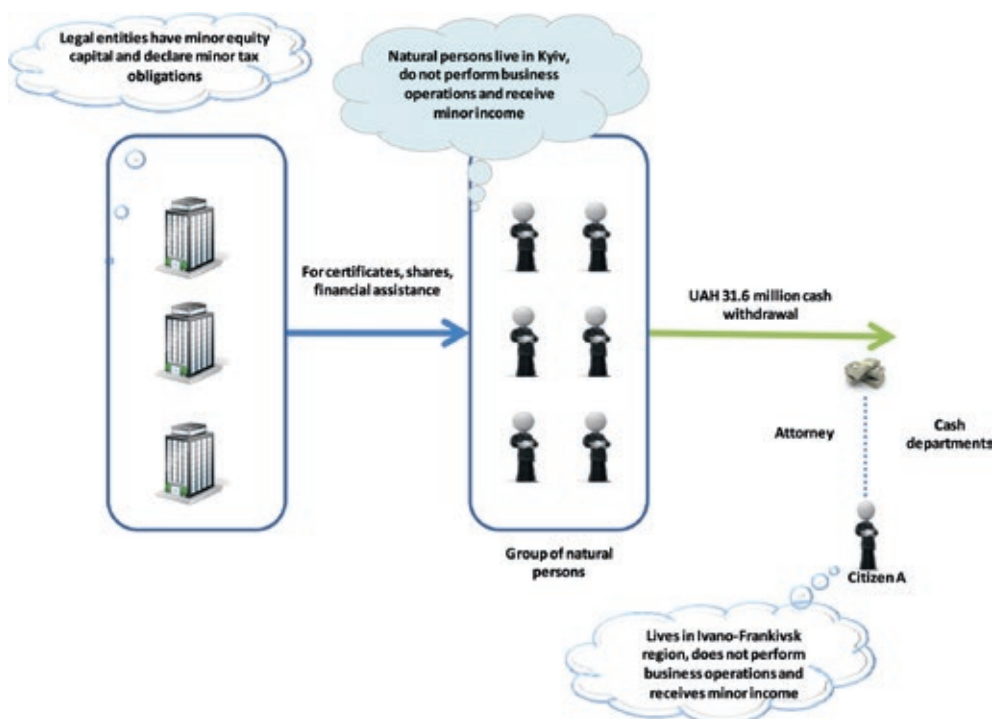 Legal entities have minor equity
capital and declare minor tax
obligations
Natural persons live in Kyiv,
do not perform business
operations and receive
minor income
For certificates, shares,
financial assistance
UAH 31.6 million cash
withdrawal
Attorney
Cash
departments
Group of natural
persons
Citizen A
Lives in Ivano-Frankivsk
region, does not perform
business operations and
receives minor income